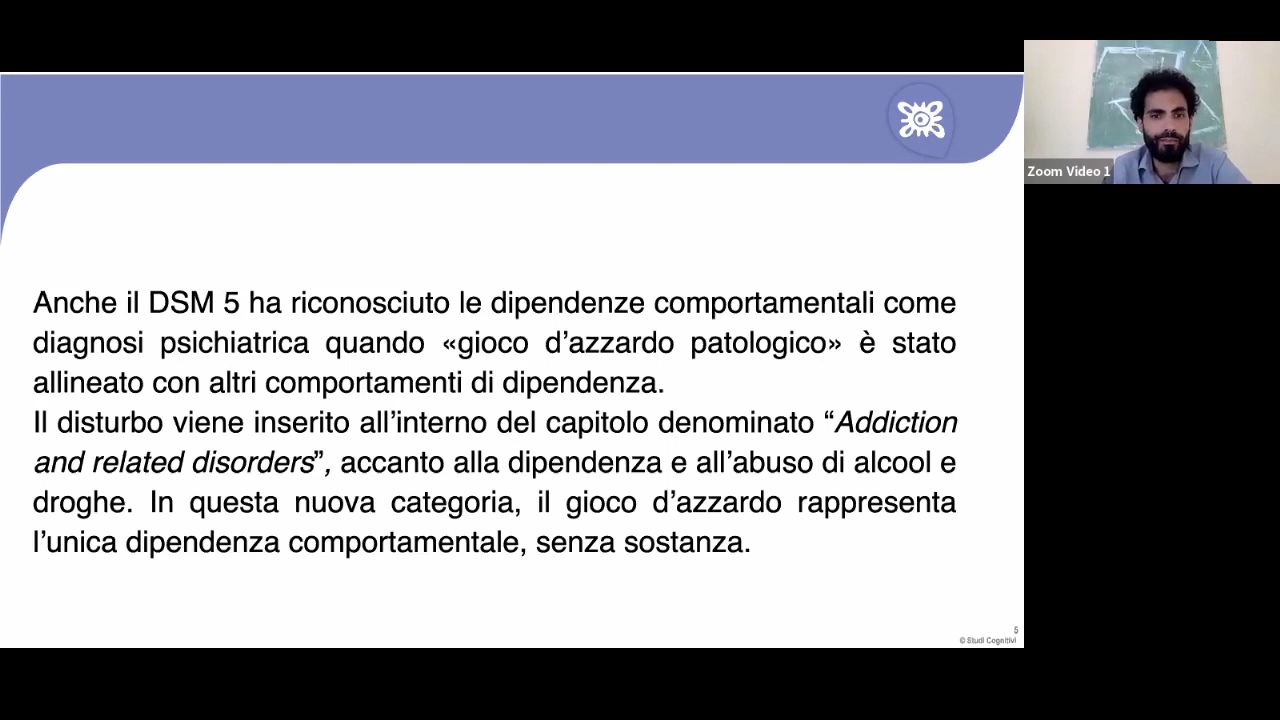 Anche il DSM 5 ha riconosciuto le dipendenze comportamentali come
diagnosi psichiatrica quando «gioco d’azzardo patologico» è stato
allineato con altri comportamenti di dipendenza.
Il disturbo viene inserito all’interno del capitolo denominato “Addiction
and related disorders”, accanto alla dipendenza e all’abuso di alcool e
droghe. In questa nuova categoria, il gioco d’azzardo rappresenta
l’unica dipendenza comportamentale, senza sostanza.
5
© Studi Cognitivi
Zoom Video 1